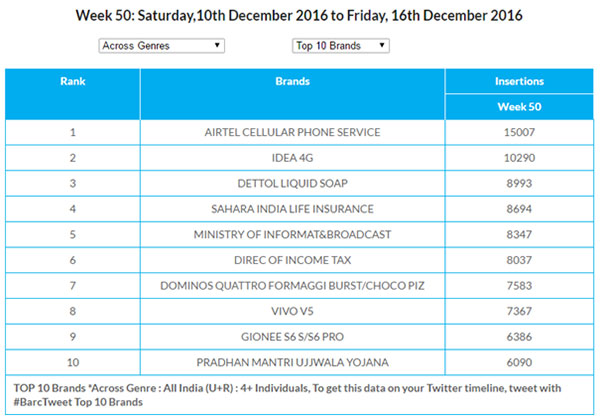 Week 50: Saturday,10th December 2016 to Friday, 16th December 2016
Across Genres Top 10 Brands
Rank Brands Insertions
Week 50
1 AIRTEL CELLULAR PHONE SERVICE 15007
2 IDEA 4G 10290
3 DETTOL LIQUID SOAP 8993
4 SAHARA INDIA LIFE INSURANCE 8694
5 MINISTRY OF INFORMAT&BROADCAST 8347
6 DIREC OF INCOME TAX 8037
7 DOMINOS QUATTRO FORMAGGI BURST/CHOCO PIZ 7583
8 VIVO V5 7367
9 GIONEE S6 S/S6 PRO 6386
10 PRADHAN MANTRI UJJWALA YOJANA 6090
TOP 10 Brands *Across Genre : All India (U+R) : 4+ Individuals, To get this data on your Twitter timeline, tweet with
#BarcTweet Top 10 Brands